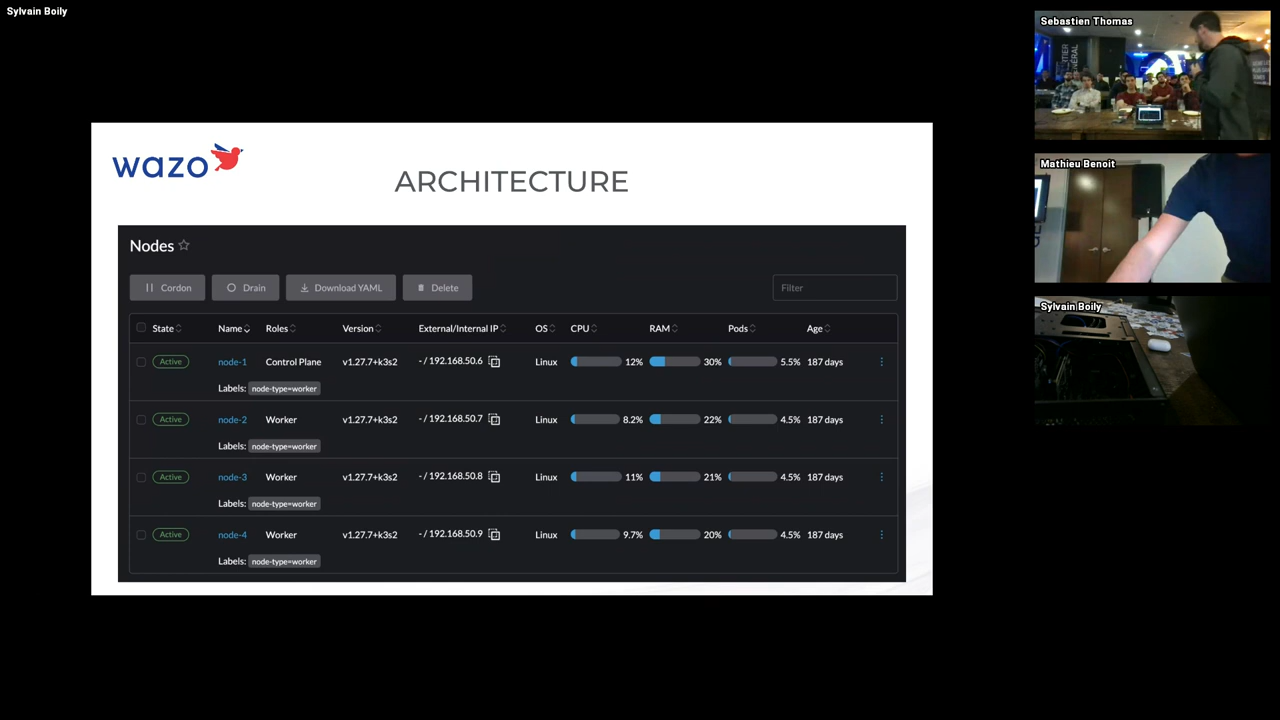 Sylvain Boily
wazo
ARCHITECTURE
Nodes
Cordon Drain Download YAML Delete Filter
State Name Roles Version External/Internal IP OS CPU RAM Pods Age
Active node-1 Control Plane v1.27.7+k3s2 - / 192.168.50.6 Linux 12% 30% 5.5% 187 days
Labels: node-type=worker
Active node-2 Worker v1.27.7+k3s2 - / 192.168.50.7 Linux 8.2% 22% 4.5% 187 days
Labels: node-type=worker
Active node-3 Worker v1.27.7+k3s2 - / 192.168.50.8 Linux 11% 21% 4.5% 187 days
Labels: node-type=worker
Active node-4 Worker v1.27.7+k3s2 - / 192.168.50.9 Linux 9.7% 20% 4.5% 187 days
Labels: node-type=worker
Sebastien Thomas
Mathieu Benoit
Sylvain Boily